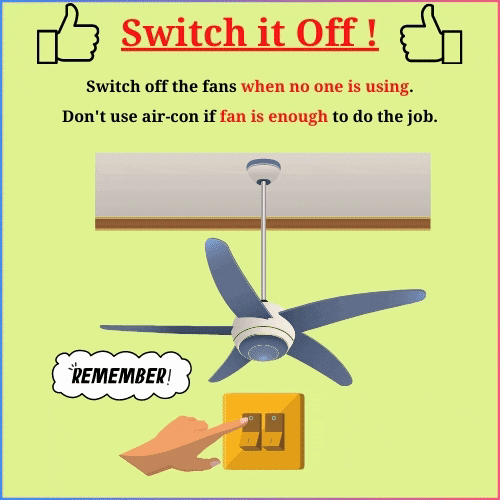 Switch it Off !
Switch off the fans when no one is using.
Don't use air-con if fan is enough to do the job.
REMEMBER!